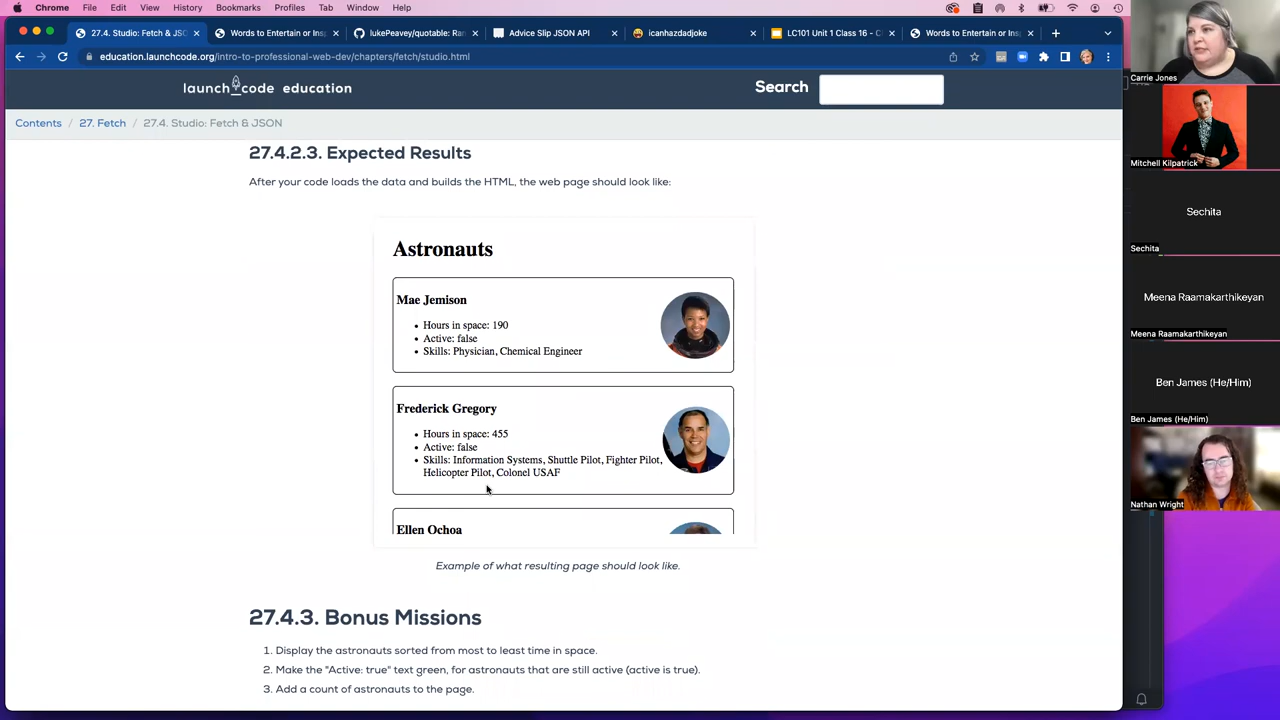 Chrome File Edit View History Bookmarks Profiles Tab Window Help
27.4. Studio: Fetch & JSO
Words to Entertain or Insp
lukePeavey/quotable: Ran
Advice Slip JSON API
icanhazdadjoke
LC101 Unit 1 Class 16 - C
Words to Entertain or Insp
education.launchcode.org/intro-to-professional-web-dev/chapters/fetch/studio.html
launch_code education
Search
Contents / 27. Fetch / 27.4. Studio: Fetch & JSON
27.4.2.3. Expected Results
After your code loads the data and builds the HTML, the web page should look like:
Astronauts
Mae Jemison
• Hours in space: 190
• Active: false
• Skills: Physician, Chemical Engineer
Frederick Gregory
• Hours in space: 455
• Active: false
• Skills: Information Systems, Shuttle Pilot, Fighter Pilot,
Helicopter Pilot, Colonel USAF
Ellen Ochoa
Example of what resulting page should look like.
27.4.3. Bonus Missions
1. Display the astronauts sorted from most to least time in space.
2. Make the "Active: true" text green, for astronauts that are still active (active is true).
3. Add a count of astronauts to the page.
Carrie Jones
Mitchell Kilpatrick
Sechita
Sechita
Meena Raamakarthikeyan
Meena Raamakarthikeyan
Ben James (He/Him)
Ben James (He/Him)
Nathan Wright